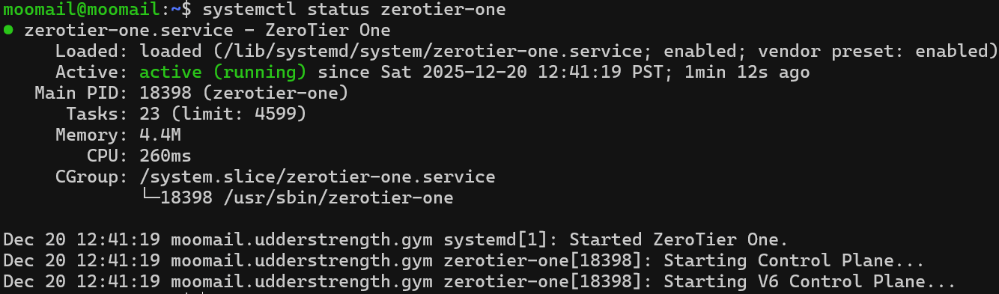 moomail@moomail:~$ systemctl status zerotier-one
● zerotier-one.service - ZeroTier One
     Loaded: loaded (/lib/systemd/system/zerotier-one.service; enabled; vendor preset: enabled)
     Active: active (running) since Sat 2025-12-20 12:41:19 PST; 1min 12s ago
   Main PID: 18398 (zerotier-one)
      Tasks: 23 (limit: 4599)
     Memory: 4.4M
        CPU: 260ms
     CGroup: /system.slice/zerotier-one.service
             └─18398 /usr/sbin/zerotier-one

Dec 20 12:41:19 moomail.udderstrength.gym systemd[1]: Started ZeroTier One.
Dec 20 12:41:19 moomail.udderstrength.gym zerotier-one[18398]: Starting Control Plane...
Dec 20 12:41:19 moomail.udderstrength.gym zerotier-one[18398]: Starting V6 Control Plane...